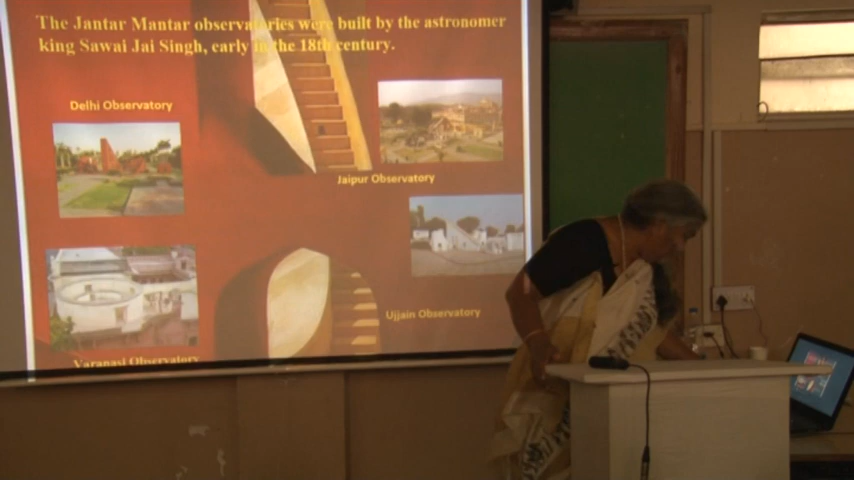 The Jantar Mantar observatories were built by the astronomer
king Sawai Jai Singh, early in the 18th century.
Delhi Observatory
Jaipur Observatory
Ujjain Observatory
Varanasi Observatory